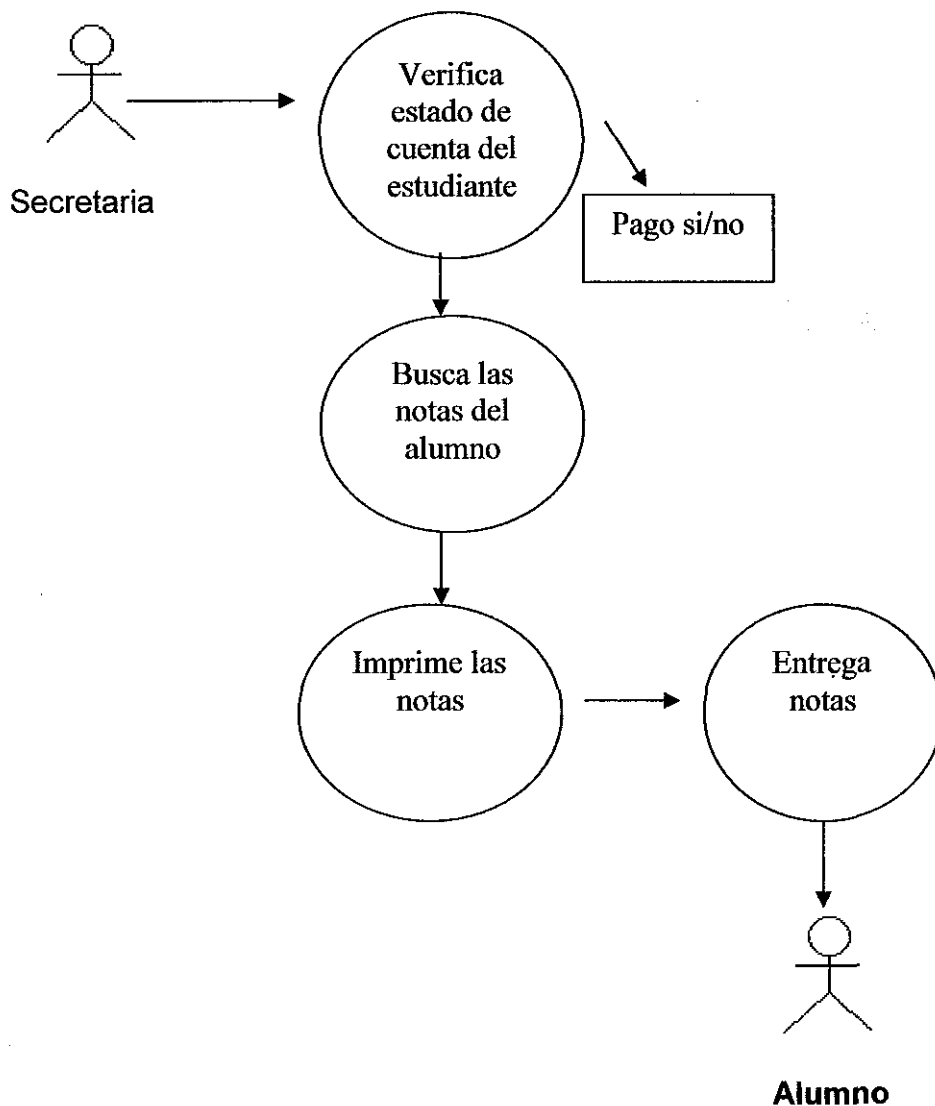 Verifica
estado de
cuenta del
estudiante
Secretaria
Pago si/no
Busca las
notas del
alumno
Imprime las
notas
Entrega
notas
Alumno